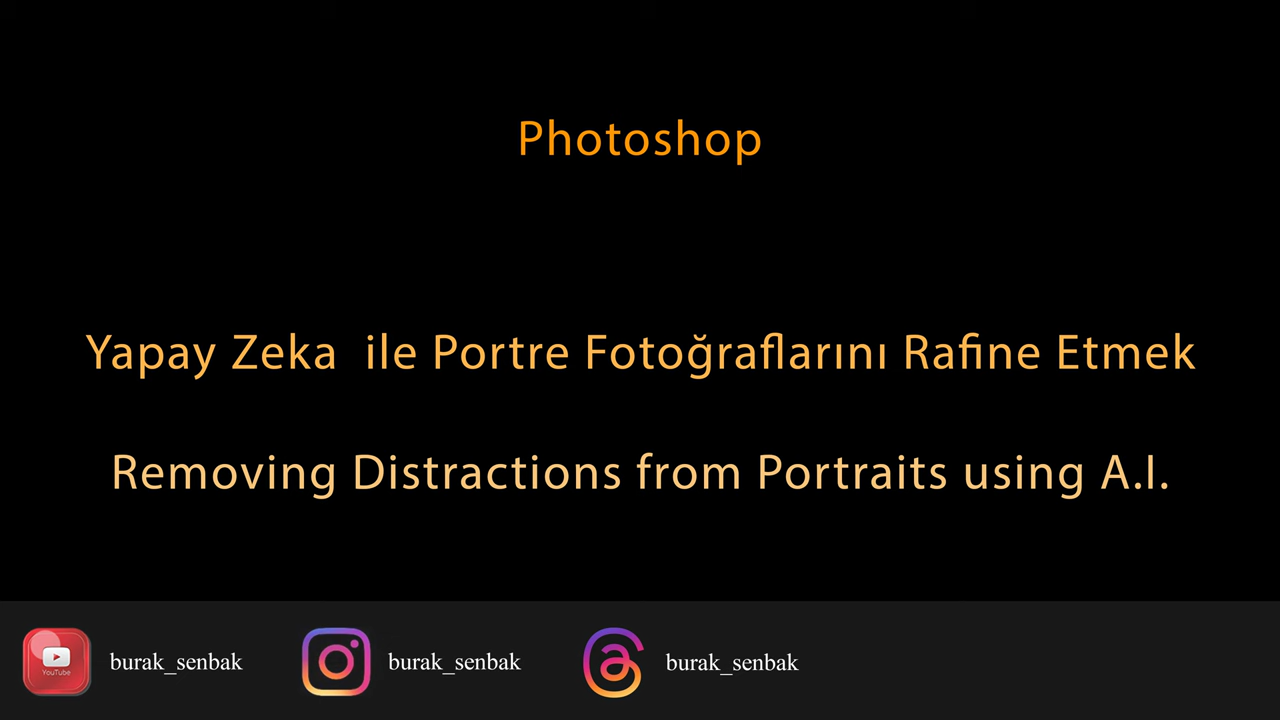 Photoshop
Yapay Zeka  ile Portre Fotoğraflarını Rafine Etmek
Removing Distractions from Portraits using A.I.
YouTube
burak_senbak
burak_senbak
burak_senbak